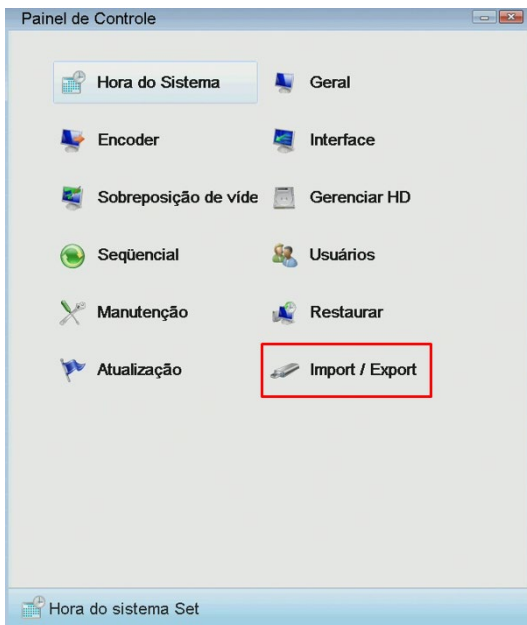 Painel de Controle
Hora do Sistema
Geral
Encoder
Interface
Sobreposição de víde
Gerenciar HD
Seqüencial
Usuários
Manutenção
Restaurar
Atualização
Import / Export
Hora do sistema Set